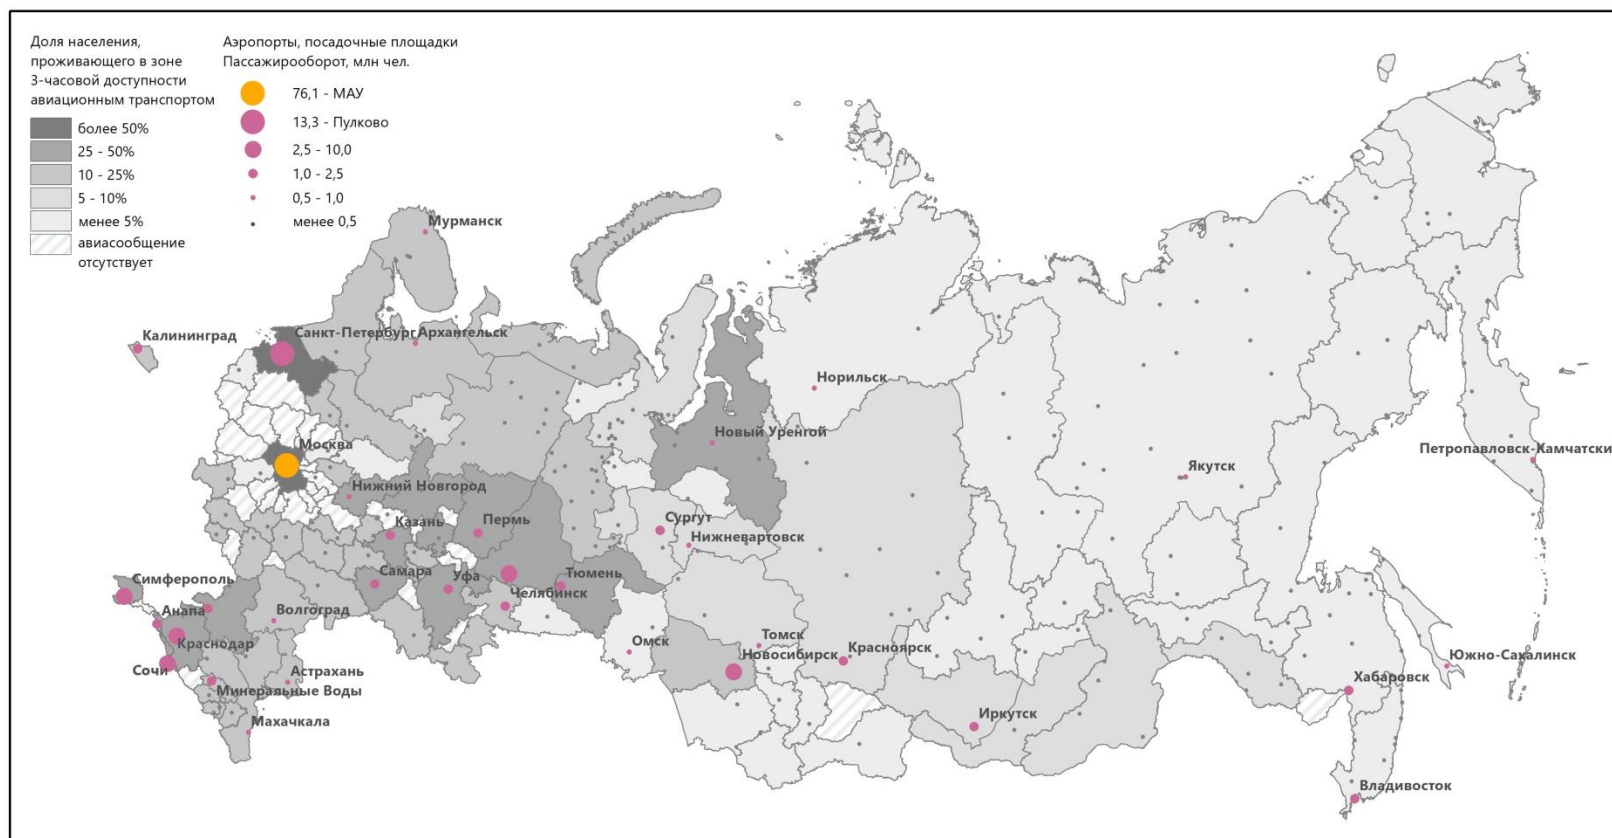 Доля населения,
проживающего в зоне
3-часовой доступности
авиационным транспортом
более 50%
25 - 50%
10 - 25%
5 - 10%
менее 5%
авиасообщение
отсутствует
Аэропорты, посадочные площадки
Пассажирооборот, млн чел.
76,1 - МАУ
13,3 - Пулково
2,5 - 10,0
1,0 - 2,5
0,5 - 1,0
менее 0,5
Мурманск
Калининград
Санкт-Петербург
Архангельск
Норильск
Новый Уренгой
Москва
Петропавловск-Камчатски
Якутск
Нижний Новгород
Казань
Пермь
Сургут
Нижневартовск
Симферополь
Самара
Уфа
Тюмень
Челябинск
Анапа
Волгоград
Краснодар
Омск
Томск
Новосибирск
Красноярск
Сочи
Астрахань
Минеральные Воды
Южно-Сахалинск
Хабаровск
Иркутск
Махачкала
Владивосток